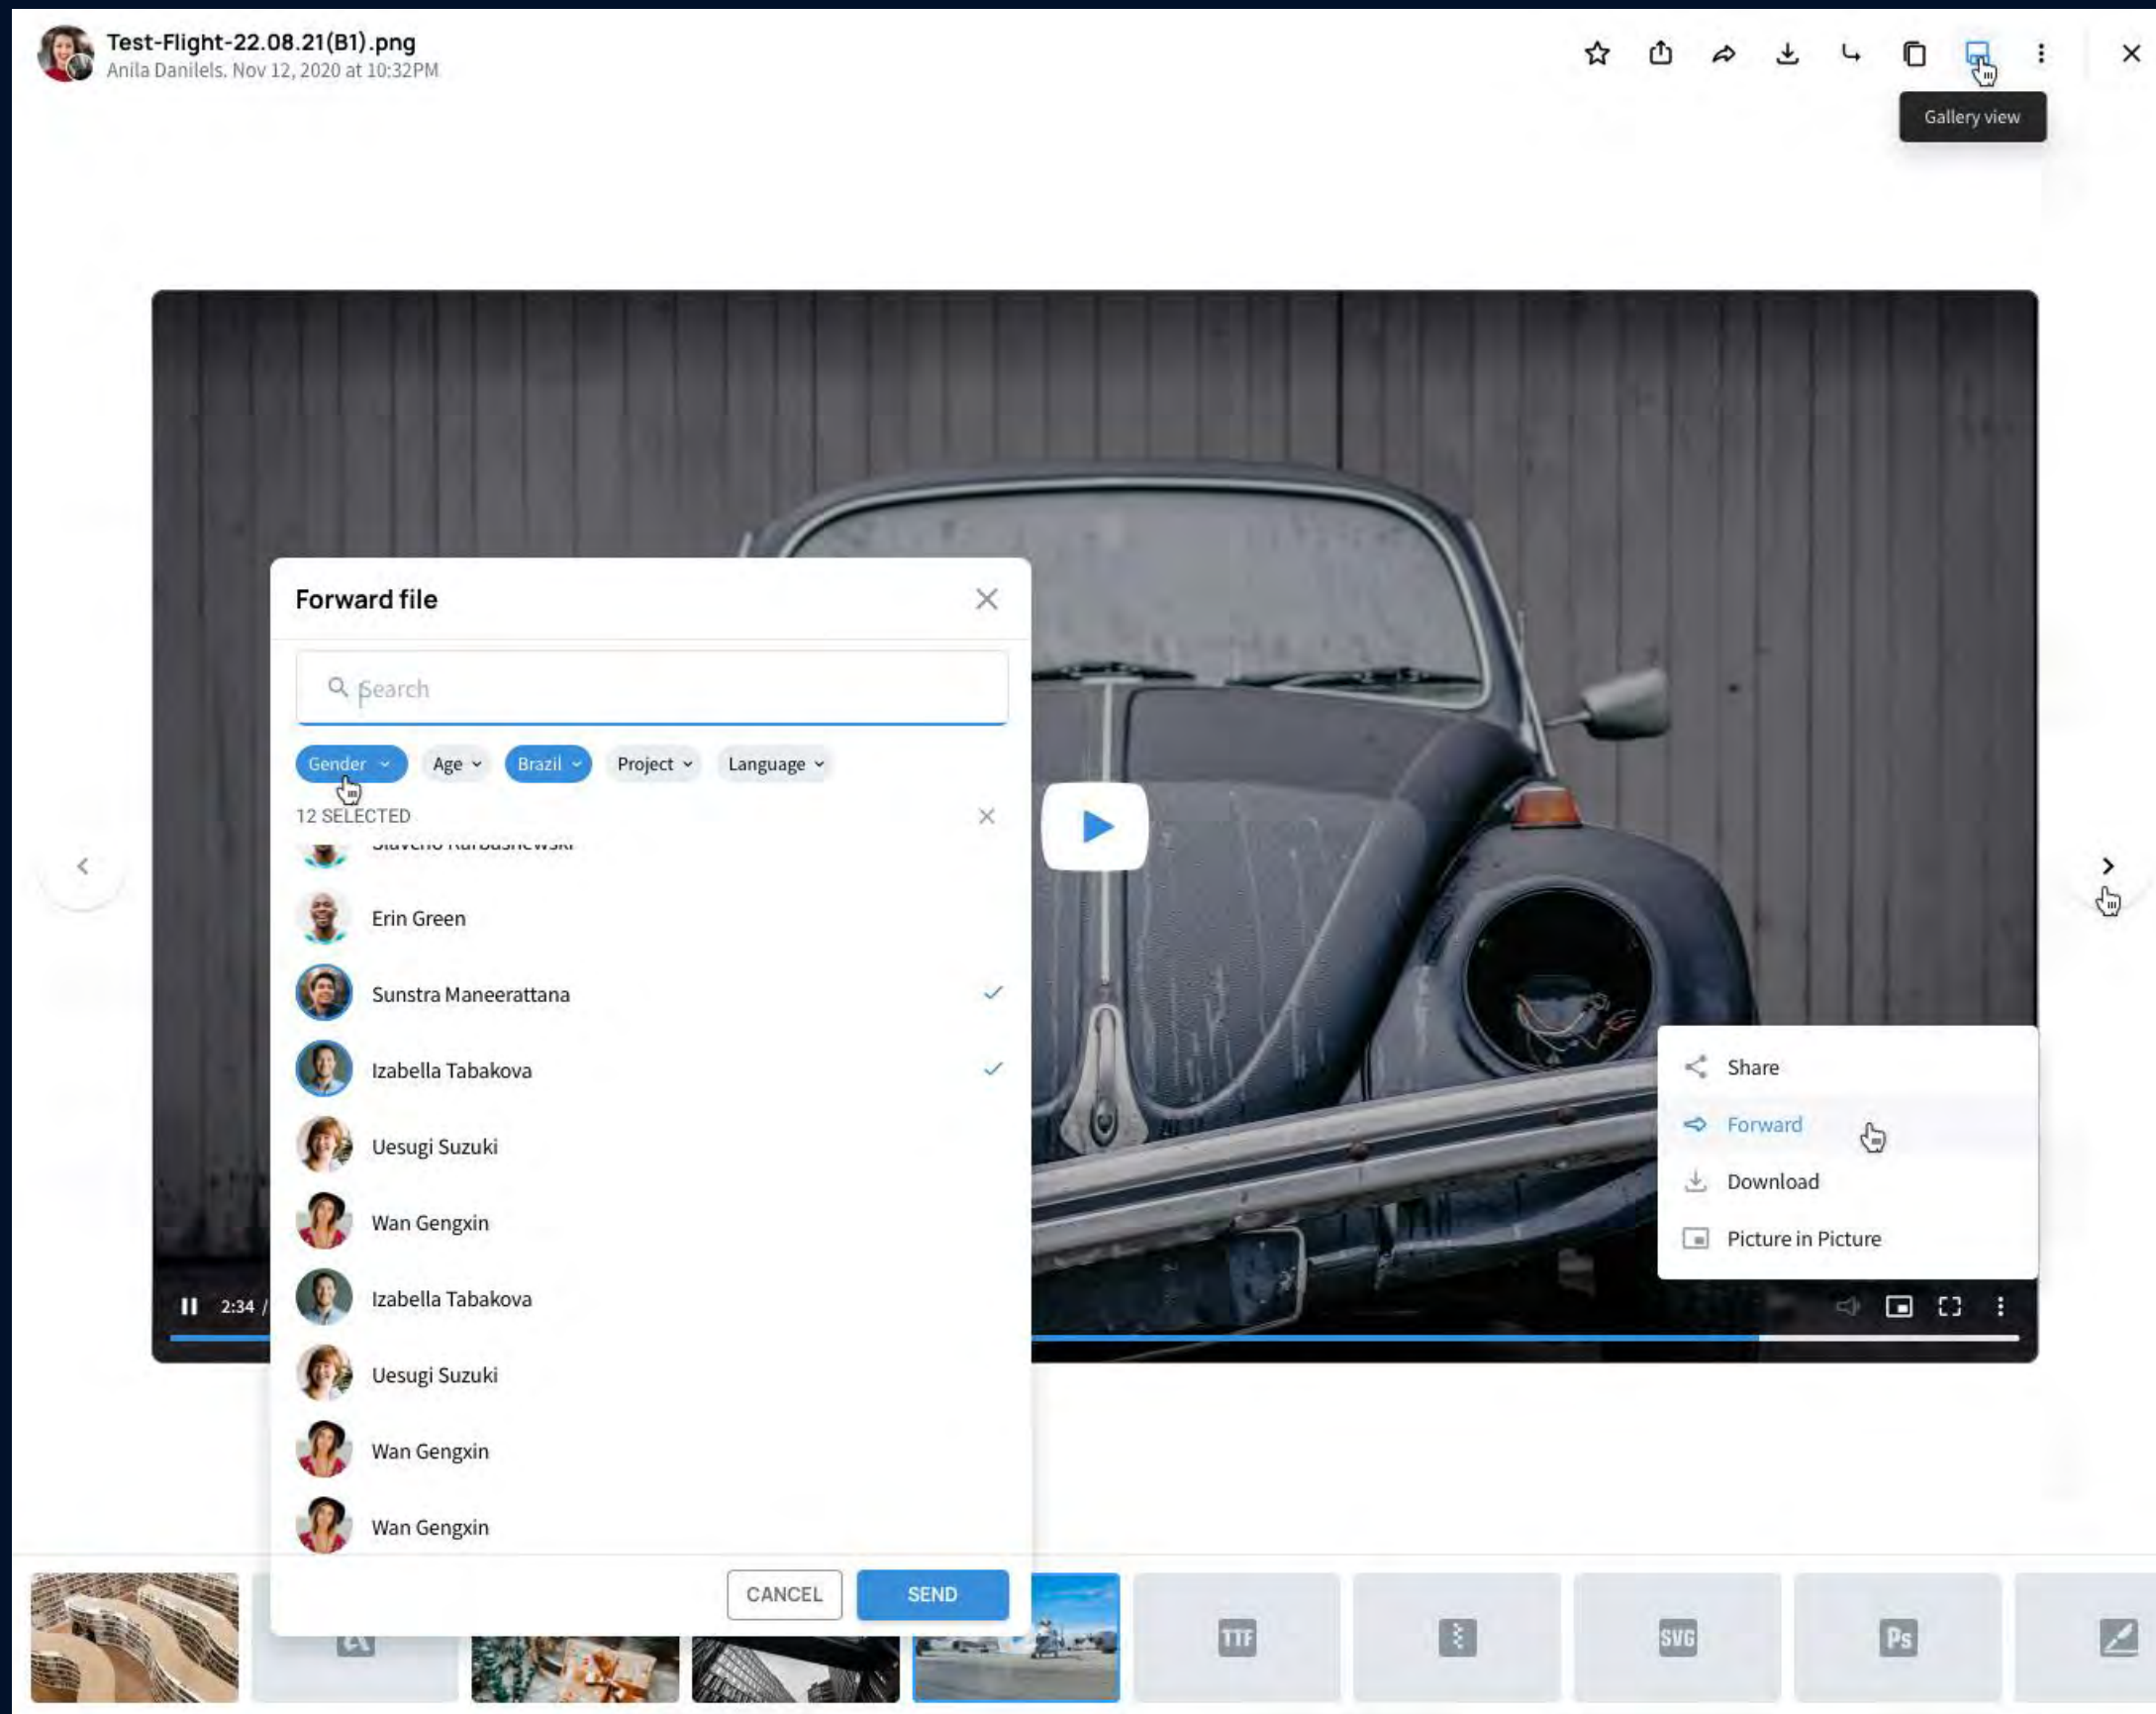 Test-Flight-22.08.21(B1).png
Anila Danilels. Nov 12, 2020 at 10:32PM
Gallery view
Forward file
Search
Gender Age Brazil Project Language
12 SELECTED
Erin Green
Sunstra Maneerattana
Izabella Tabakova
Uesugi Suzuki
Wan Gengxin
Izabella Tabakova
Uesugi Suzuki
Wan Gengxin
Wan Gengxin
CANCEL SEND
Share
Forward
Download
Picture in Picture
2:34 /
TTF
SVG
Ps